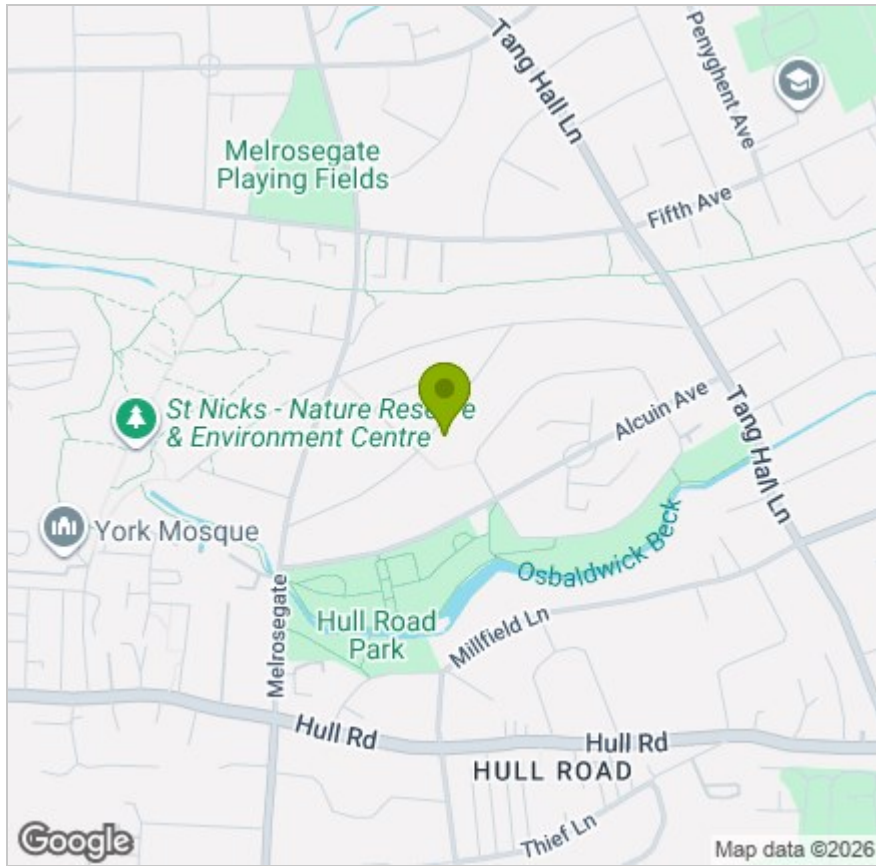 Tang Hall Ln
Penyghent Ave
Melrosegate
Playing Fields
Fifth Ave
St Nicks - Nature Reserve
& Environment Centre
Alcuin Ave
Tang Hall Ln
York Mosque
Osbaldwick Beck
Melrosegate
Hull Road
Park
Millfield Ln
Hull Rd
Hull Rd
HULL ROAD
Thief Ln
Google
Map data ©2026